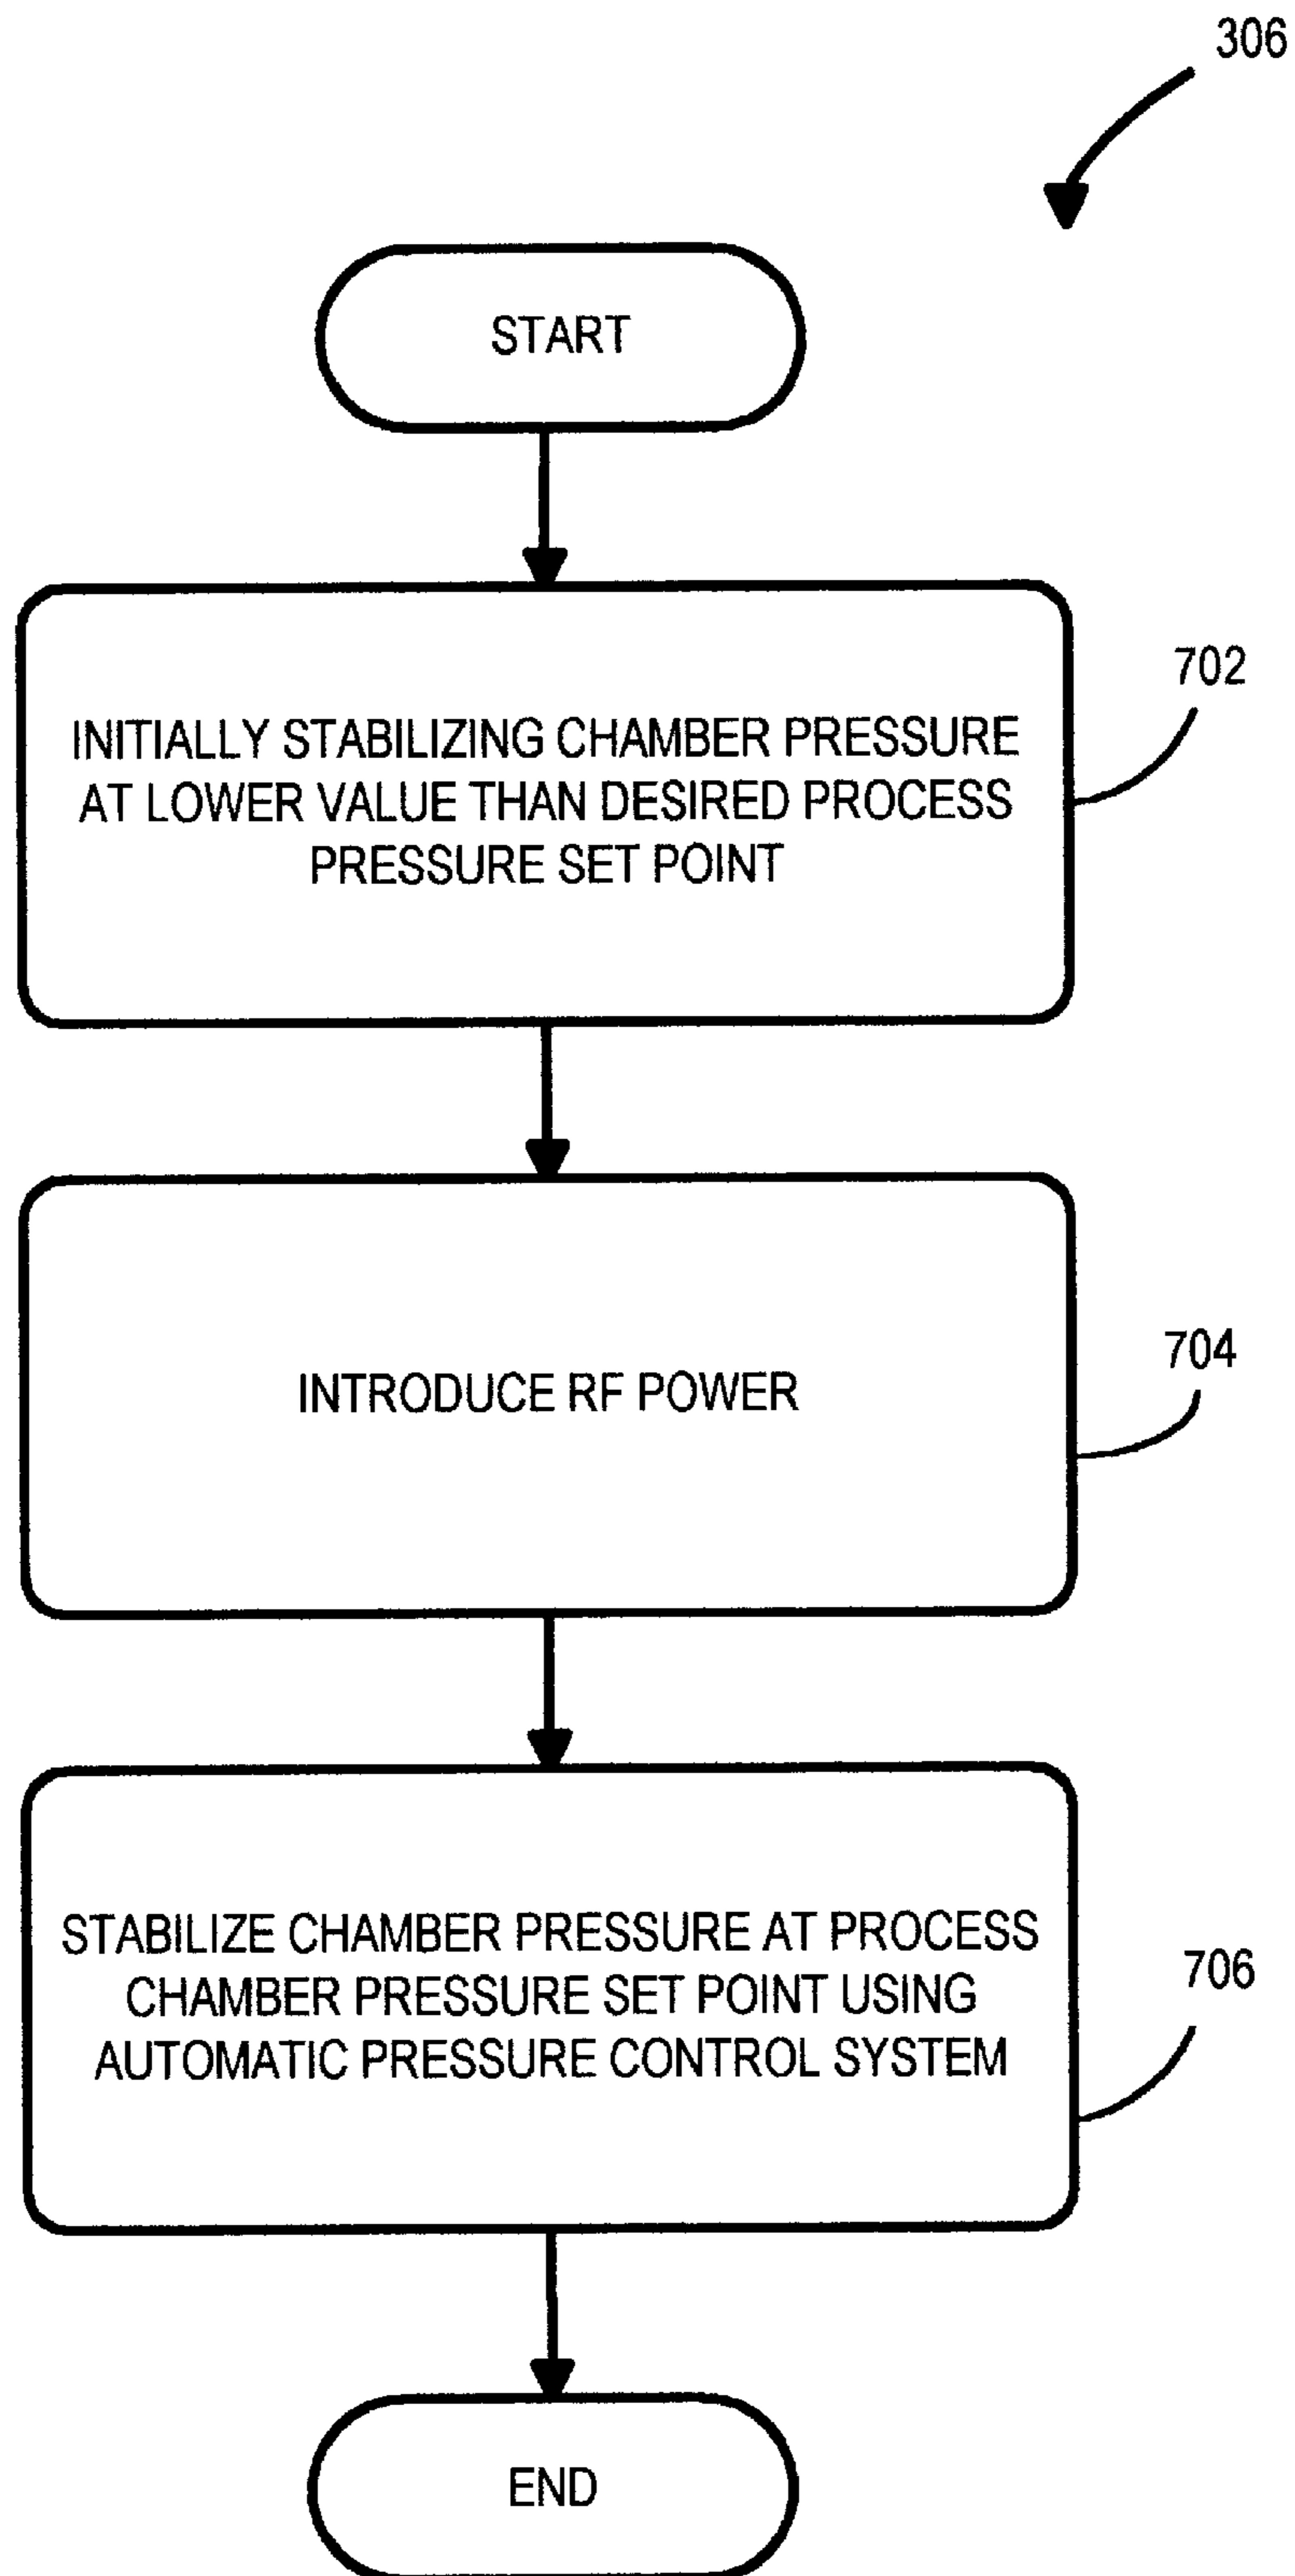 306
START
702
INITIALLY STABILIZING CHAMBER PRESSURE
AT LOWER VALUE THAN DESIRED PROCESS
PRESSURE SET POINT
704
INTRODUCE RF POWER
706
STABILIZE CHAMBER PRESSURE AT PROCESS
CHAMBER PRESSURE SET POINT USING
AUTOMATIC PRESSURE CONTROL SYSTEM
END